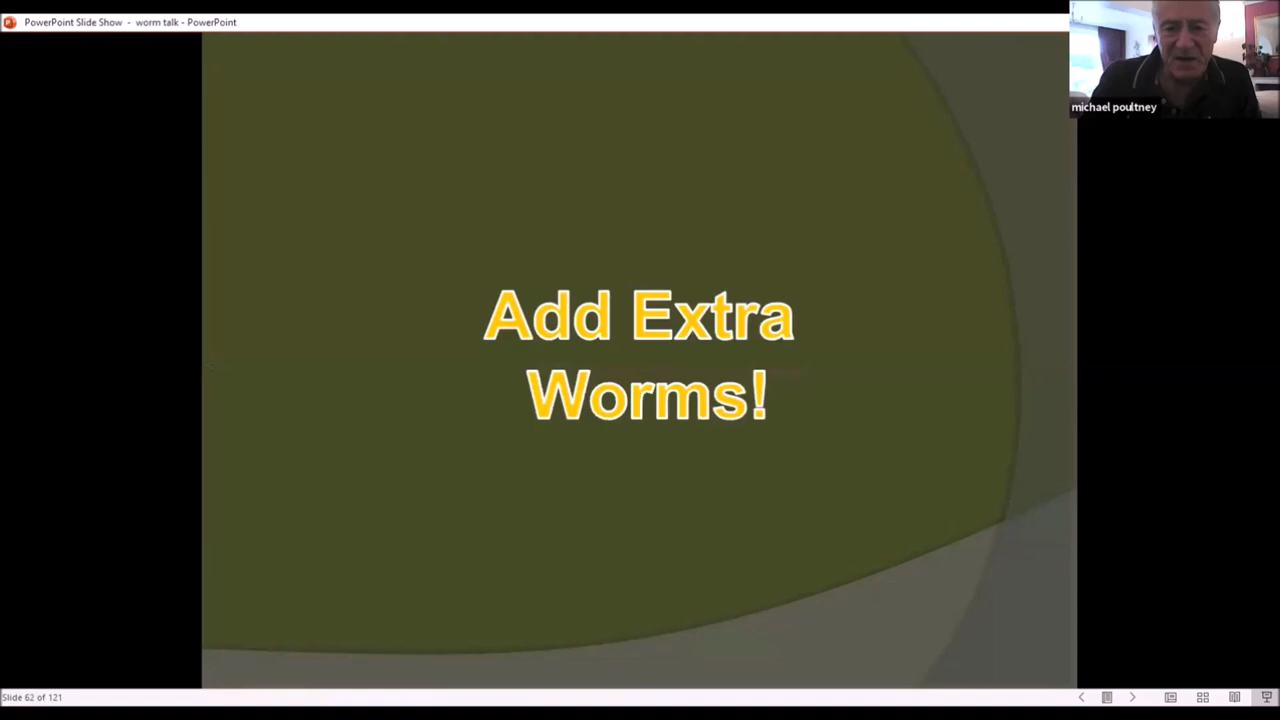 PowerPoint Slide Show - worm talk - PowerPoint
michael poultney
Add Extra
Worms!
Slide 62 of 121